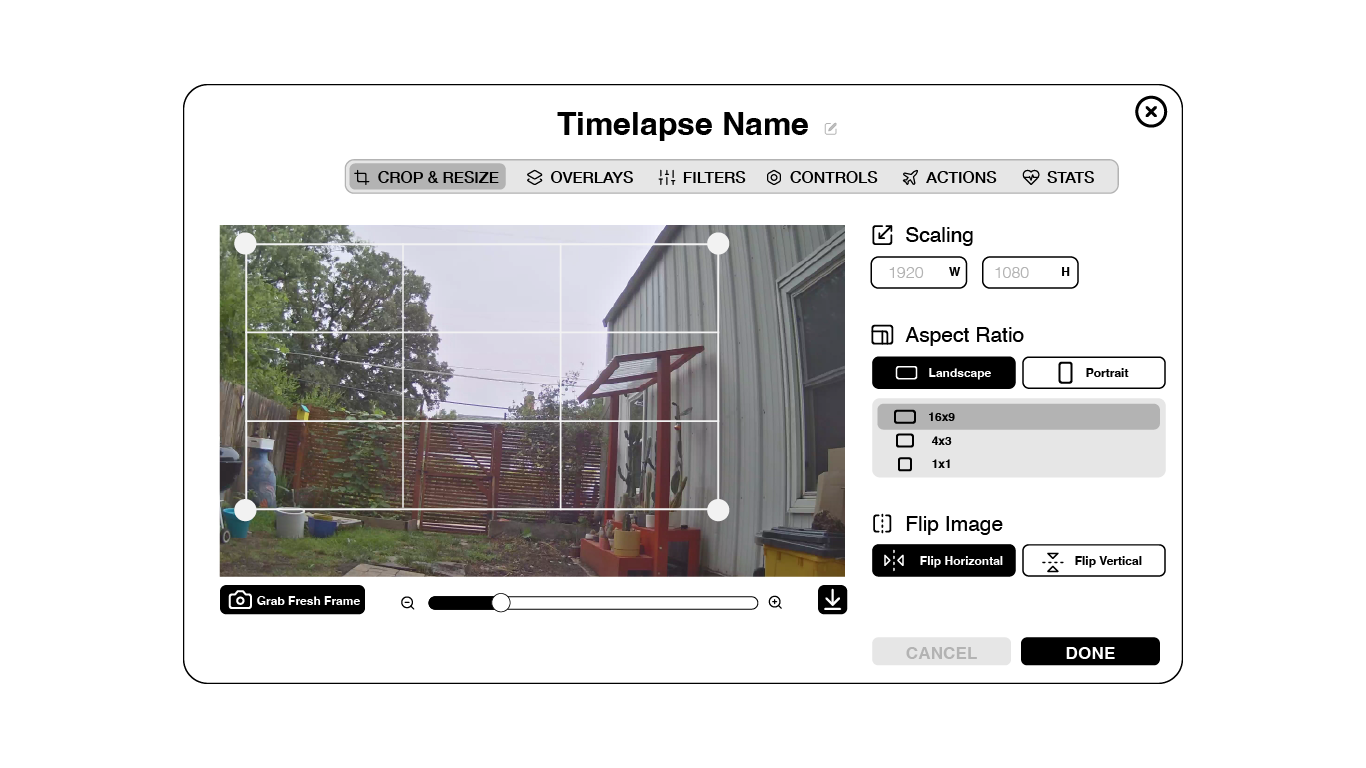 Timelapse Name
CROP & RESIZE OVERLAYS FILTERS CONTROLS ACTIONS STATS
Scaling
1920 W 1080 H
Aspect Ratio
Landscape Portrait
16x9
4x3
1x1
Flip Image
Flip Horizontal Flip Vertical
Grab Fresh Frame
CANCEL DONE